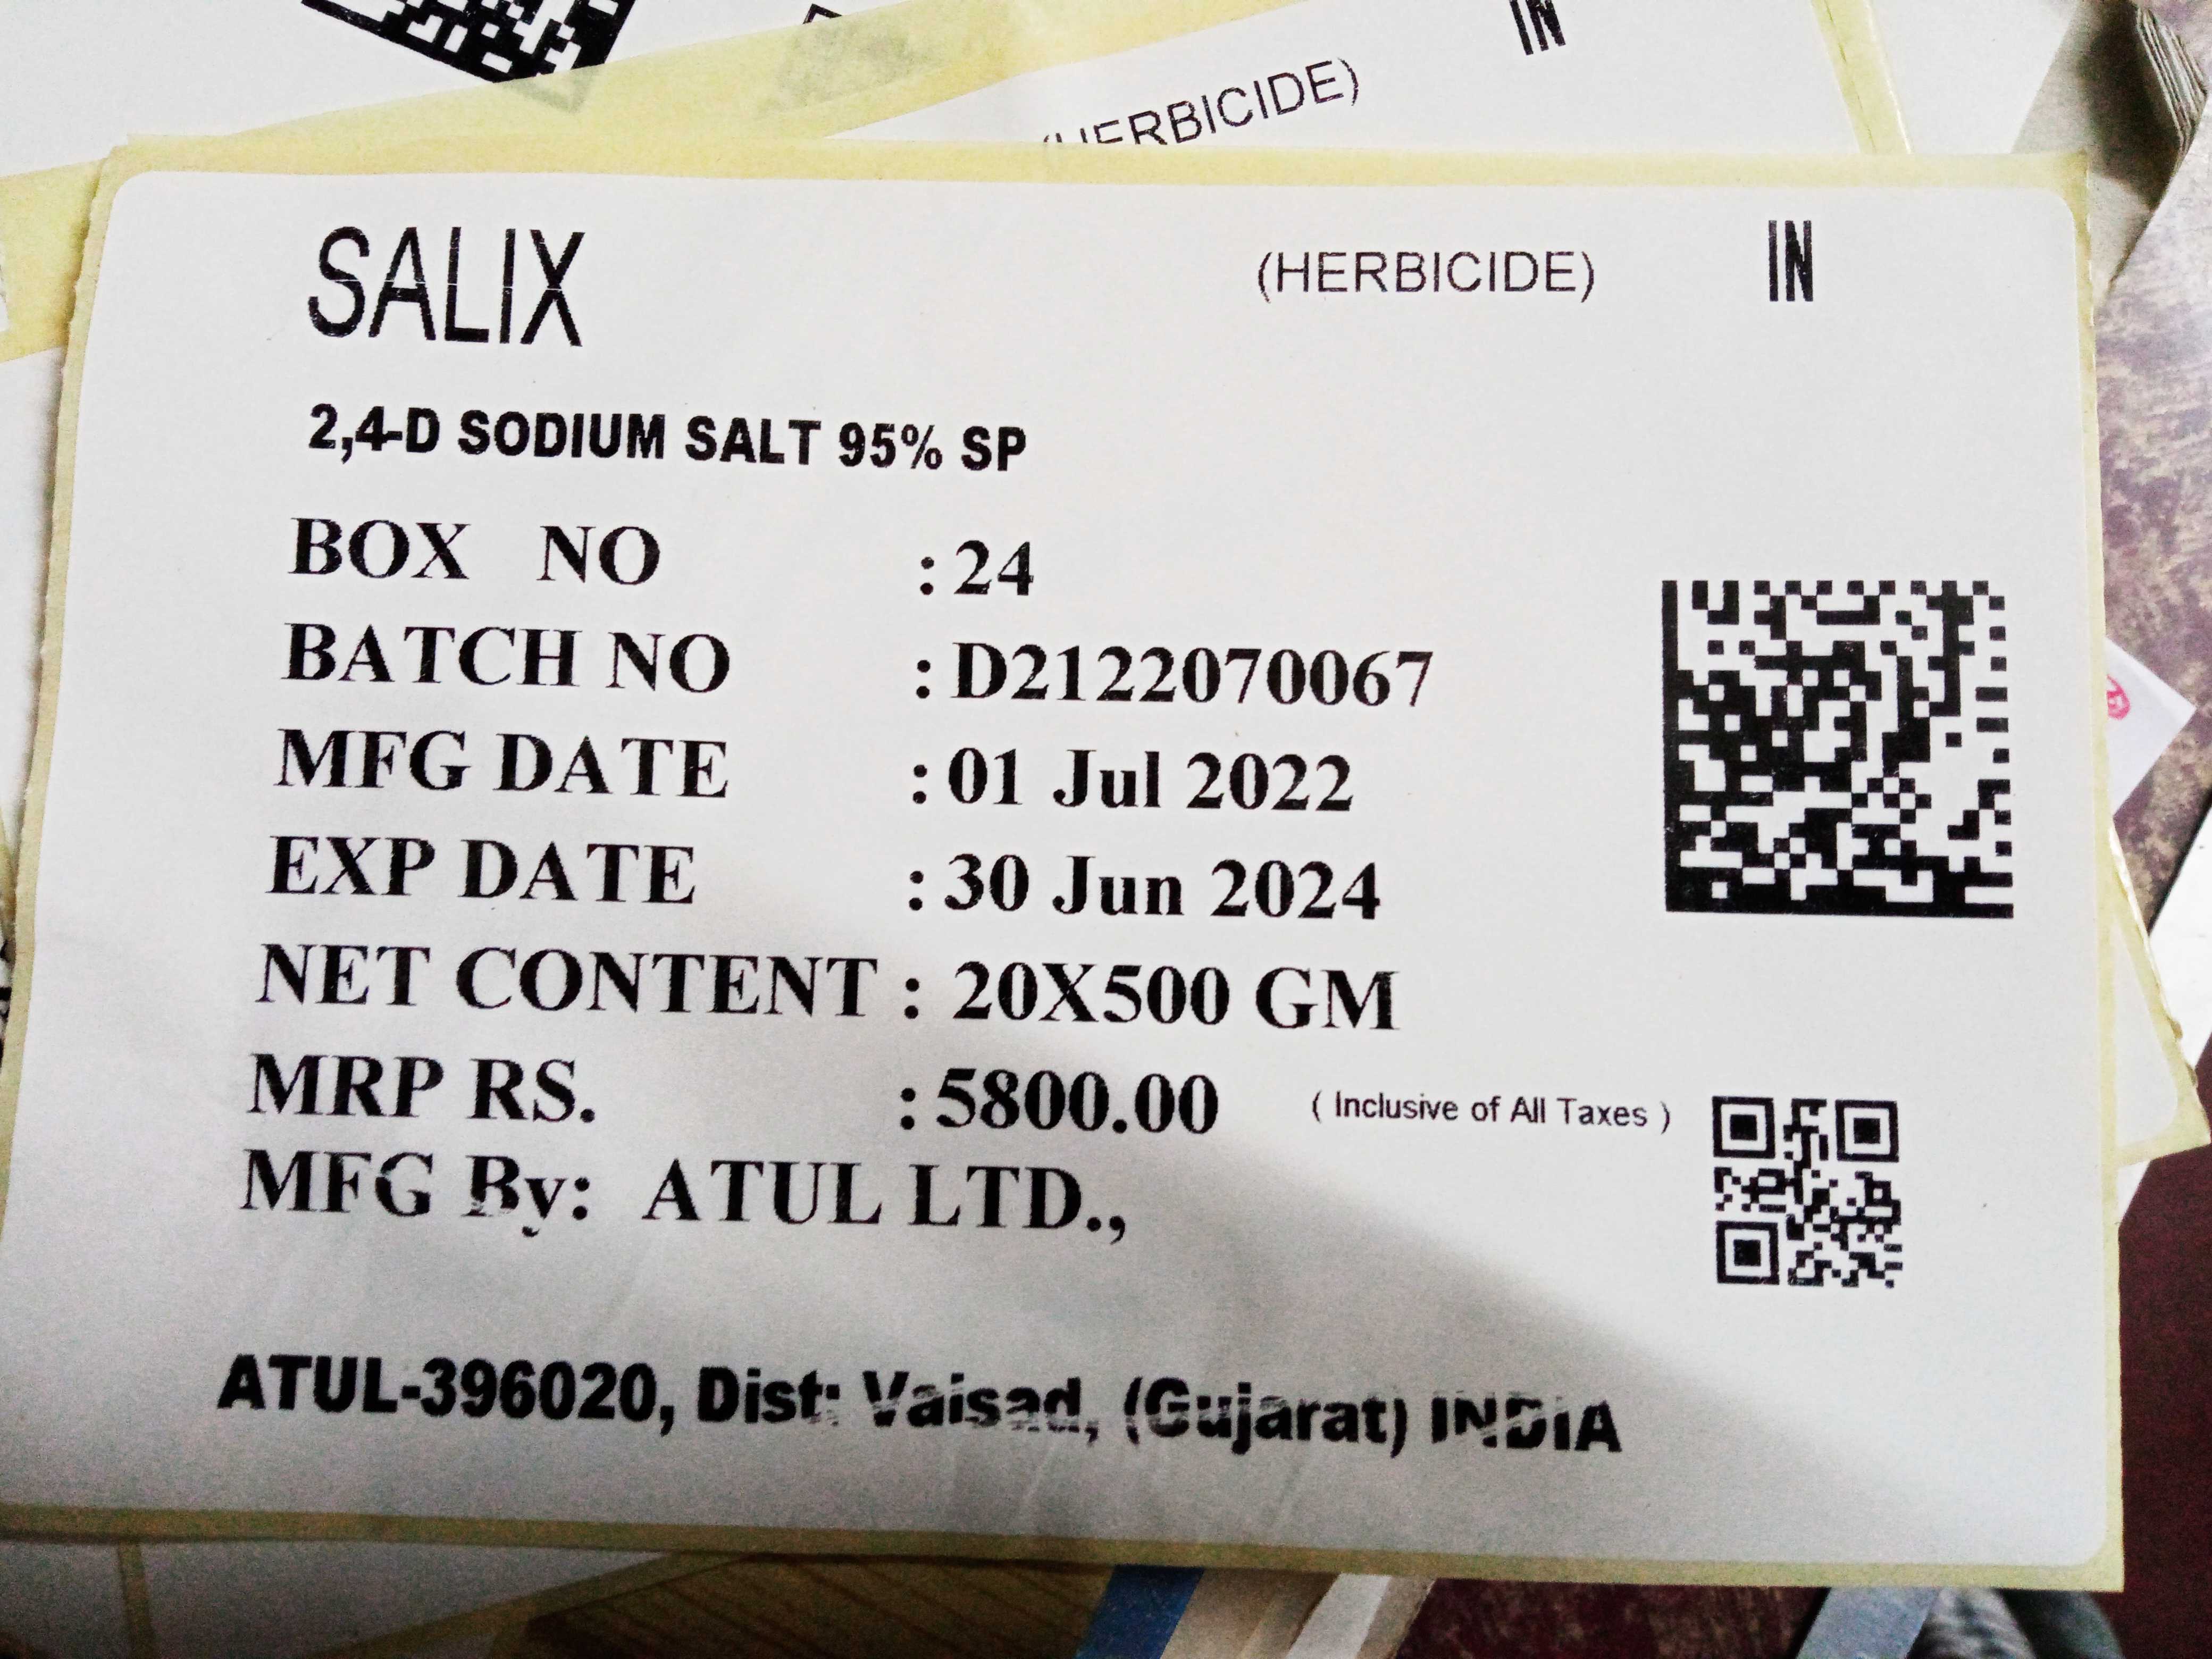 IN
(HERBICIDE)
SALIX (HERBICIDE) IN
2,4-D SODIUM SALT 95% SP
BOX NO : 24
BATCH NO : D2122070067
MFG DATE : 01 Jul 2022
EXP DATE : 30 Jun 2024
NET CONTENT : 20X500 GM
MRP RS. : 5800.00 ( Inclusive of All Taxes )
MFG By: ATUL LTD.,
ATUL-396020, Dist: Vaisad, (Gujarat) INDIA